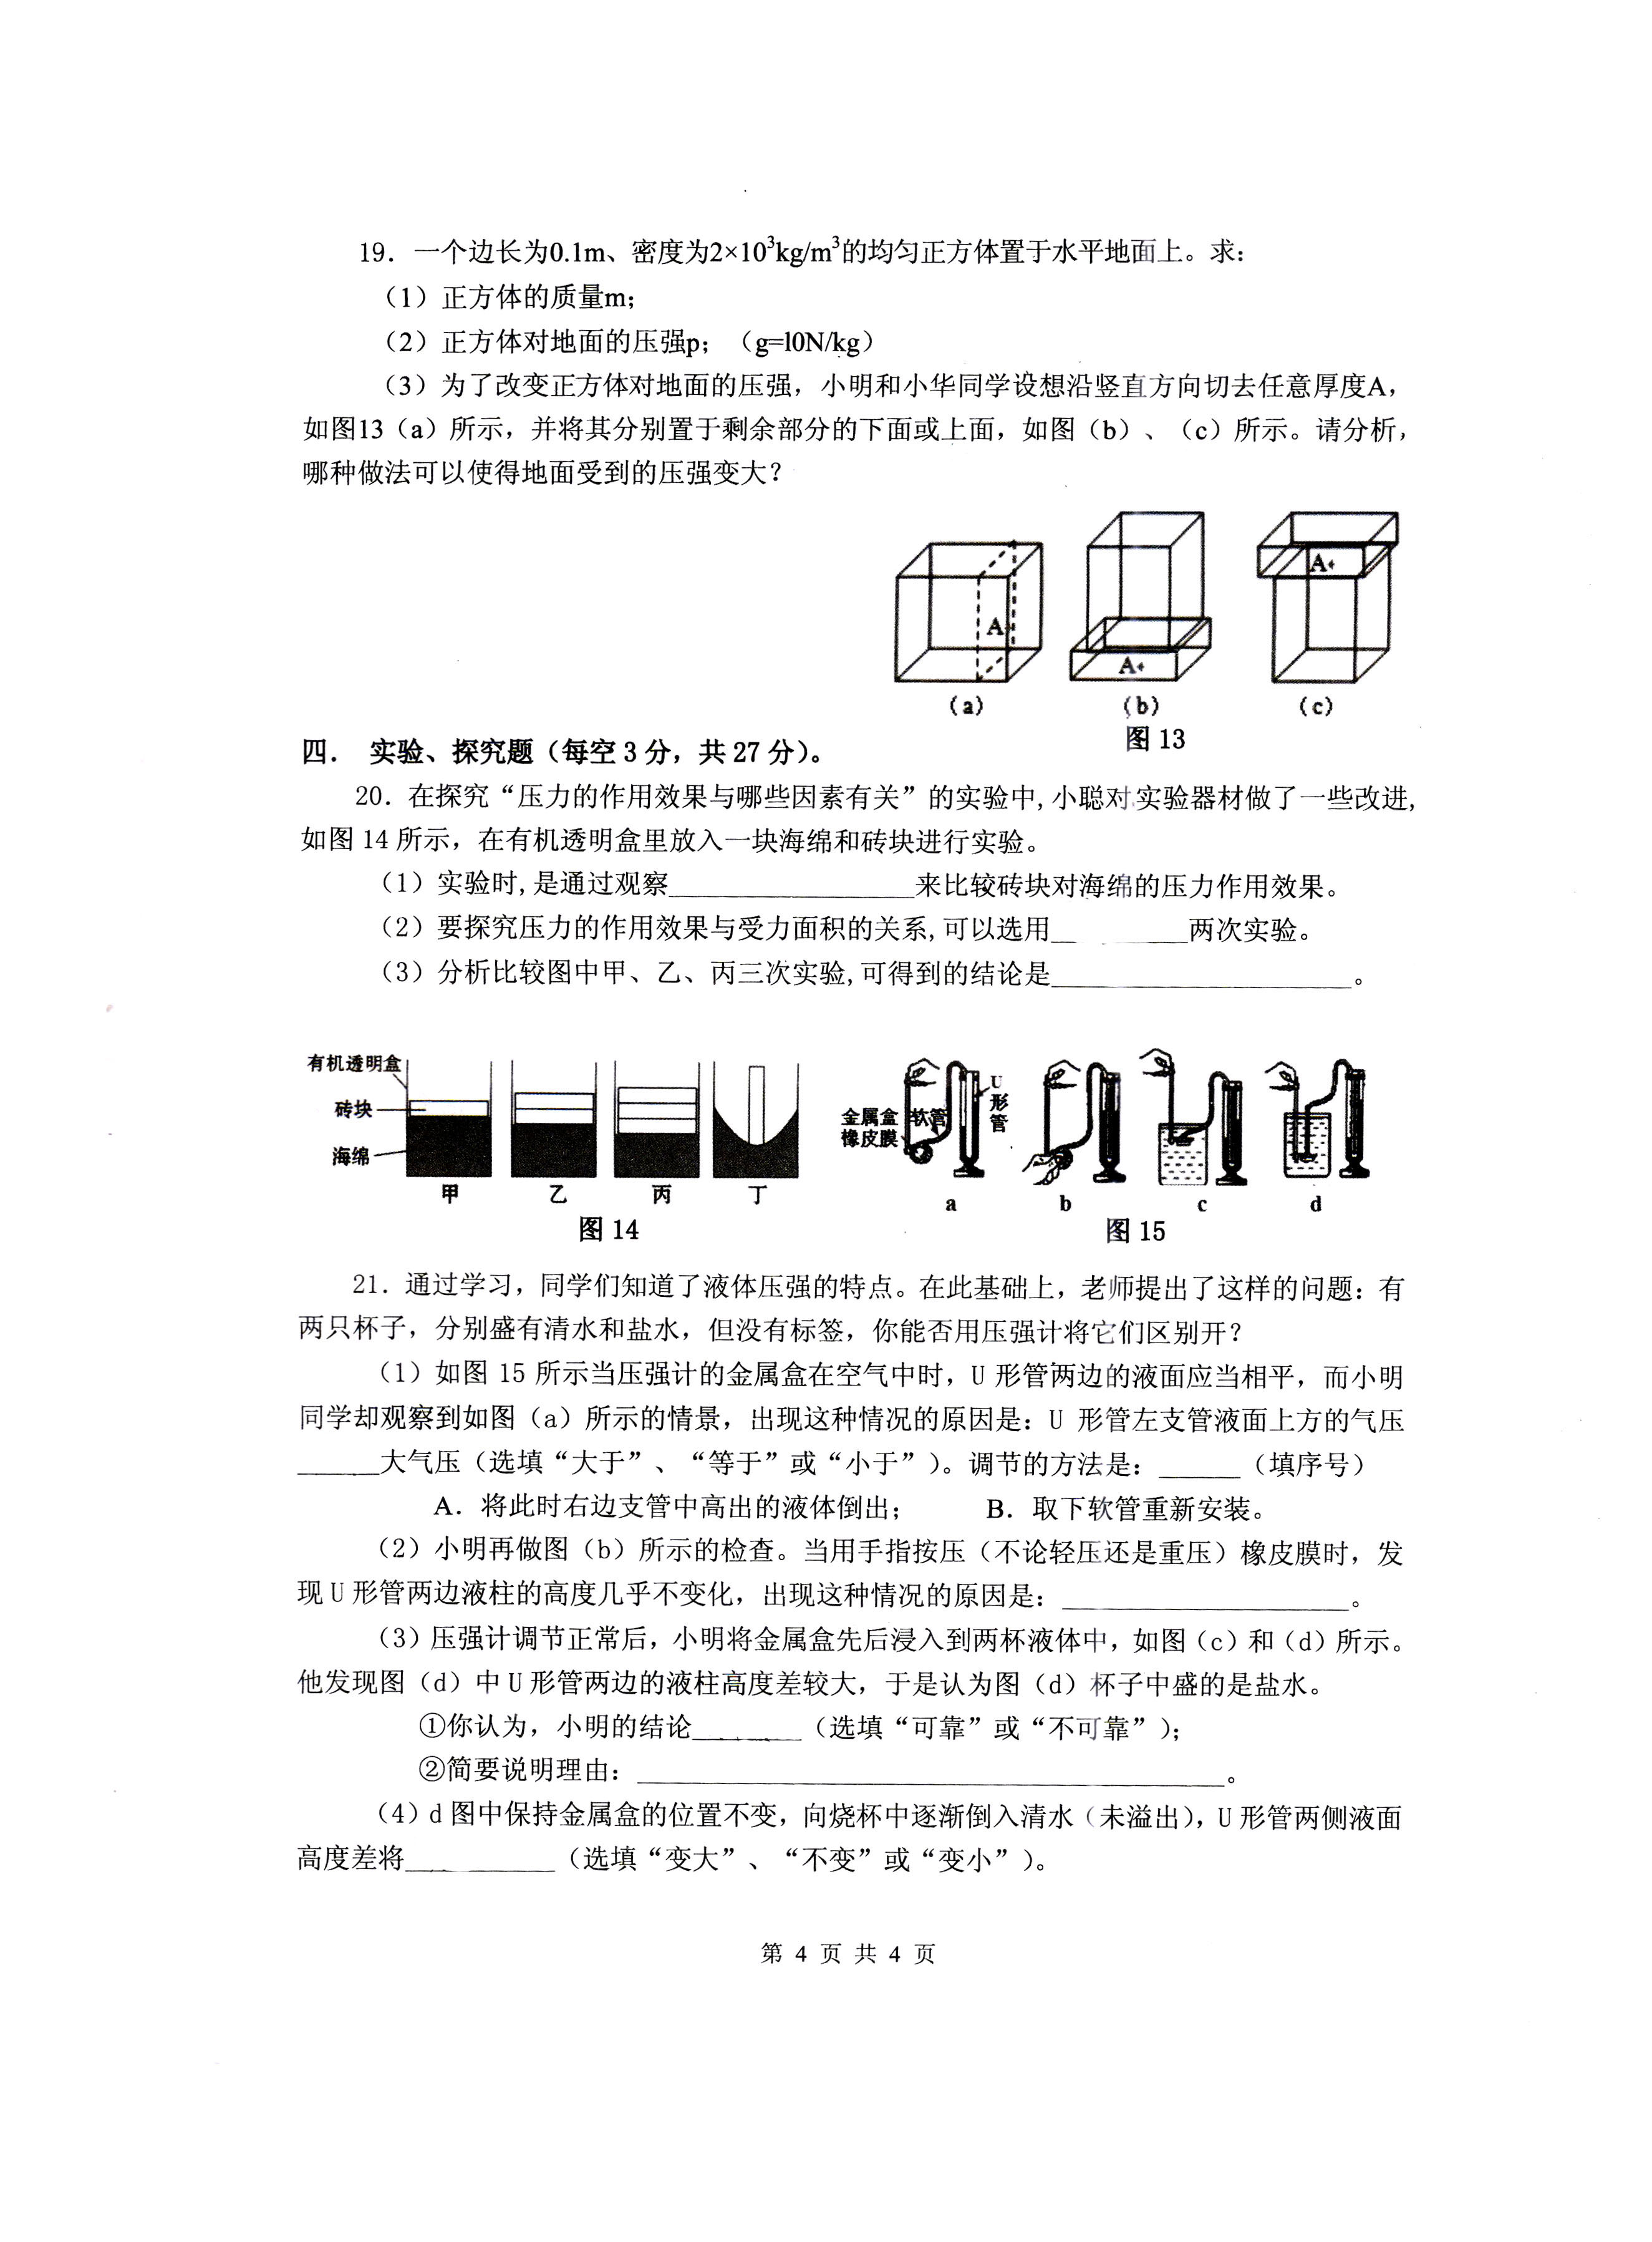 19．一个边长为0.1m、密度为2×10³kg/m³的均匀正方体置于水平地面上。求：
（1）正方体的质量m；
（2）正方体对地面的压强p；（g=l0N/kg）
（3）为了改变正方体对地面的压强，小明和小华同学设想沿竖直方向切去任意厚度A，
如图13（a）所示，并将其分别置于剩余部分的下面或上面，如图（b）、（c）所示。请分析，
哪种做法可以使得地面受到的压强变大？
A
A
A
（a） （b） （c）
图 13
四． 实验、探究题（每空 3 分，共 27 分）。
20．在探究“压力的作用效果与哪些因素有关”的实验中,小聪对实验器材做了一些改进,
如图 14 所示，在有机透明盒里放入一块海绵和砖块进行实验。
（1）实验时,是通过观察__________来比较砖块对海绵的压力作用效果。
（2）要探究压力的作用效果与受力面积的关系,可以选用______两次实验。
（3）分析比较图中甲、乙、丙三次实验,可得到的结论是____________。
有机透明盒
砖块
海绵
甲 乙 丙 丁
图 14
金属盒 软管
橡皮膜
U形管
a b c d
图 15
21．通过学习，同学们知道了液体压强的特点。在此基础上，老师提出了这样的问题：有
两只杯子，分别盛有清水和盐水，但没有标签，你能否用压强计将它们区别开？
（1）如图 15 所示当压强计的金属盒在空气中时，U 形管两边的液面应当相平，而小明
同学却观察到如图（a）所示的情景，出现这种情况的原因是：U 形管左支管液面上方的气压
______大气压（选填“大于”、“等于”或“小于”）。调节的方法是：______（填序号）
A．将此时右边支管中高出的液体倒出； B．取下软管重新安装。
（2）小明再做图（b）所示的检查。当用手指按压（不论轻压还是重压）橡皮膜时，发
现 U 形管两边液柱的高度几乎不变化，出现这种情况的原因是：____________。
（3）压强计调节正常后，小明将金属盒先后浸入到两杯液体中，如图（c）和（d）所示。
他发现图（d）中 U 形管两边的液柱高度差较大，于是认为图（d）杯子中盛的是盐水。
①你认为，小明的结论________（选填“可靠”或“不可靠”）；
②简要说明理由：____________________。
（4）d 图中保持金属盒的位置不变，向烧杯中逐渐倒入清水（未溢出），U 形管两侧液面
高度差将__________（选填“变大”、“不变”或“变小”）。
第 4 页 共 4 页